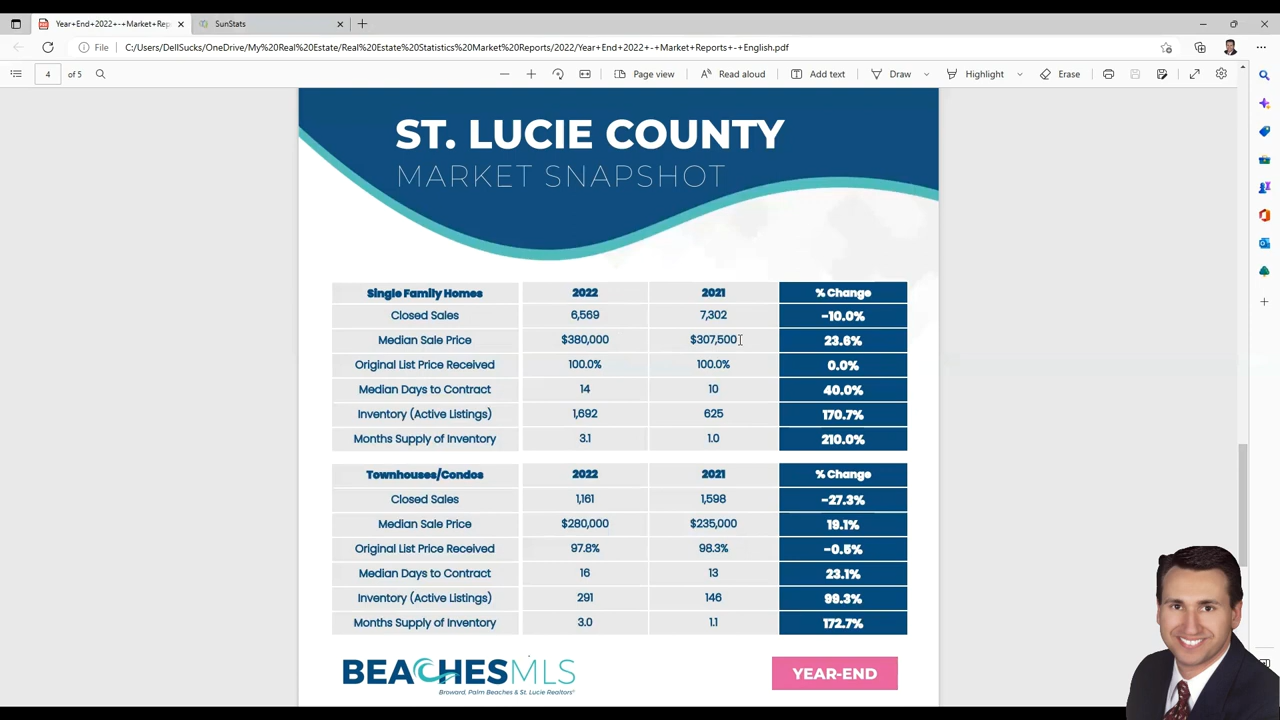 Year+End+2022+-+Market+Rep
SunStats
File
C:/Users/DellSucks/OneDrive/My%20Real%20Estate/Real%20Estate%20Statistics%20Market%20Reports/2022/Year+End+2022+-+Market+Reports+-+English.pdf
4 of 5 Page view Read aloud Add text Draw Highlight Erase
ST. LUCIE COUNTY
MARKET SNAPSHOT
Single Family Homes 2022 2021 % Change
Closed Sales 6,569 7,302 -10.0%
Median Sale Price $380,000 $307,500 23.6%
Original List Price Received 100.0% 100.0% 0.0%
Median Days to Contract 14 10 40.0%
Inventory (Active Listings) 1,692 625 170.7%
Months Supply of Inventory 3.1 1.0 210.0%
Townhouses/Condos 2022 2021 % Change
Closed Sales 1,161 1,598 -27.3%
Median Sale Price $280,000 $235,000 19.1%
Original List Price Received 97.8% 98.3% -0.5%
Median Days to Contract 16 13 23.1%
Inventory (Active Listings) 291 146 99.3%
Months Supply of Inventory 3.0 1.1 172.7%
BEACHESMLS
Broward, Palm Beaches & St. Lucie Realtors®
YEAR-END